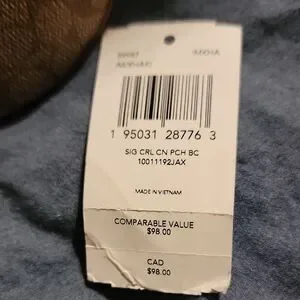 1 95031 28776 3
SIG CRL CN PCH BC
10011192JAX
MADE IN VIETNAM
COMPARABLE VALUE
$98.00
CAD
$98.00